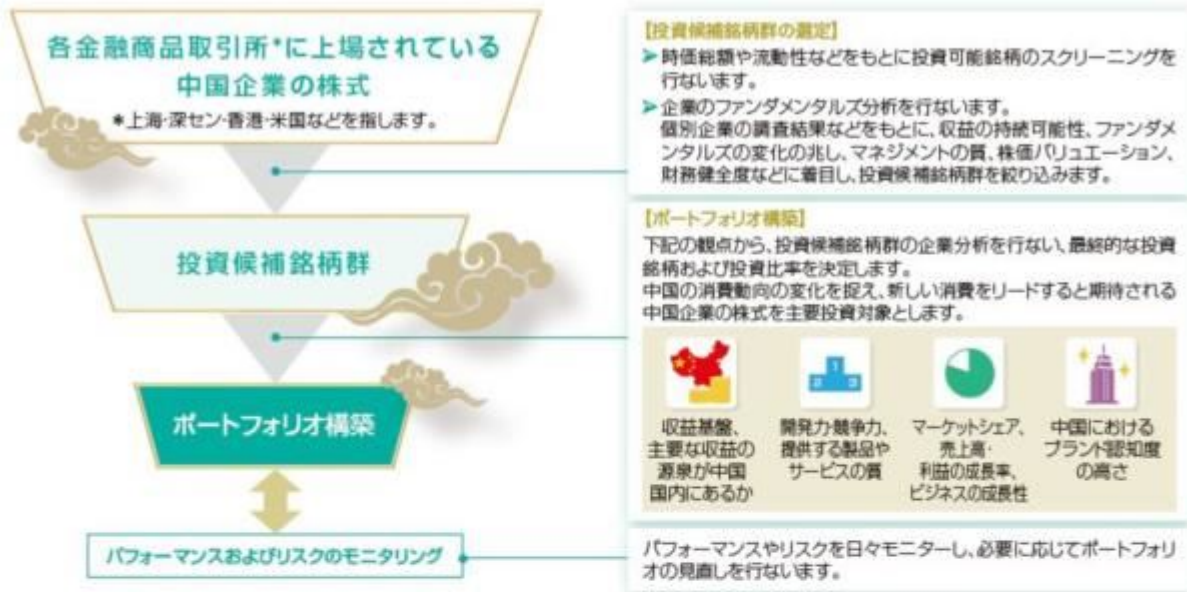 各金融商品取引所*に上場されている
中国企業の株式
*上海・深セン・香港・米国などを指します。
投資候補銘柄群
ポートフォリオ構築
パフォーマンスおよびリスクのモニタリング
【投資候補銘柄群の選定】
➤時価総額や流動性などをもとに投資可能銘柄のスクリーニングを
行ないます。
➤企業のファンダメンタルズ分析を行ないます。
個別企業の調査結果などをもとに、収益の持続可能性、ファンダメ
ンタルズの変化の兆し、マネジメントの質、株価バリュエーション、
財務健全度などに着目し、投資候補銘柄群を絞り込みます。
【ポートフォリオ構築】
下記の観点から、投資候補銘柄群の企業分析を行ない、最終的な投資
銘柄および投資比率を決定します。
中国の消費動向の変化を捉え、新しい消費をリードすると期待される
中国企業の株式を主要投資対象とします。
1
2 3
収益基盤、
主要な収益の
源泉が中国
国内にあるか
開発力・競争力、
提供する製品や
サービスの質
マーケットシェア、
売上高・
利益の成長率、
ビジネスの成長性
中国における
ブランド認知度
の高さ
パフォーマンスやリスクを日々モニターし、必要に応じてポートフォリ
オの見直しを行ないます。